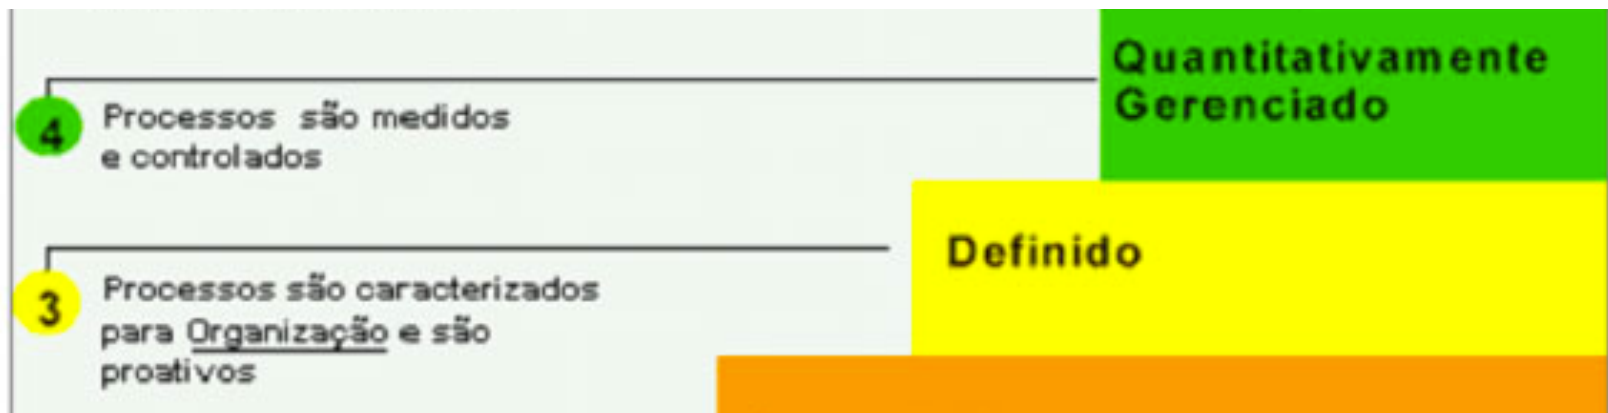 Quantitativamente
Gerenciado
4
Processos são medidos
e controlados
Definido
3
Processos são caracterizados
para Organização e são
proativos